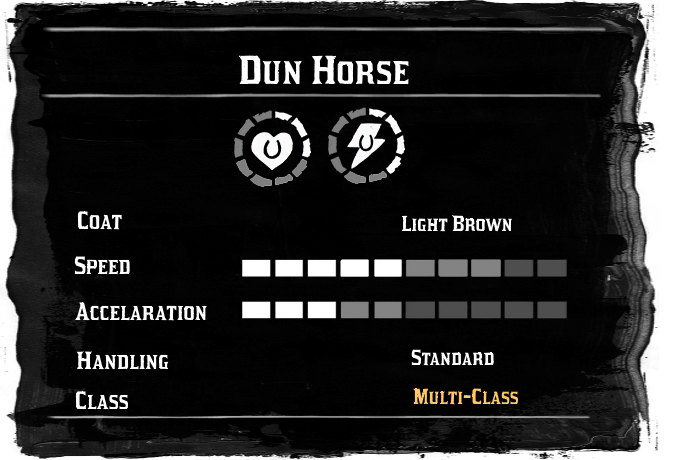 Dun Horse
Coat Light Brown
Speed
Accelaration
Handling Standard
Class Multi-Class